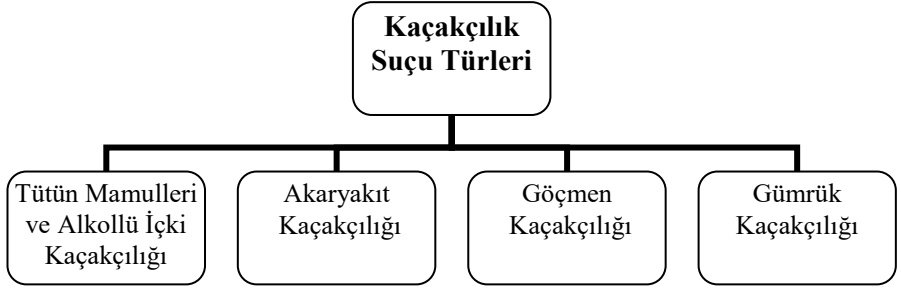 Kaçakçılık
Suçu Türleri
Tütün Mamulleri
ve Alkollü İçki
Kaçakçılığı
Akaryakıt
Kaçakçılığı
Göçmen
Kaçakçılığı
Gümrük
Kaçakçılığı